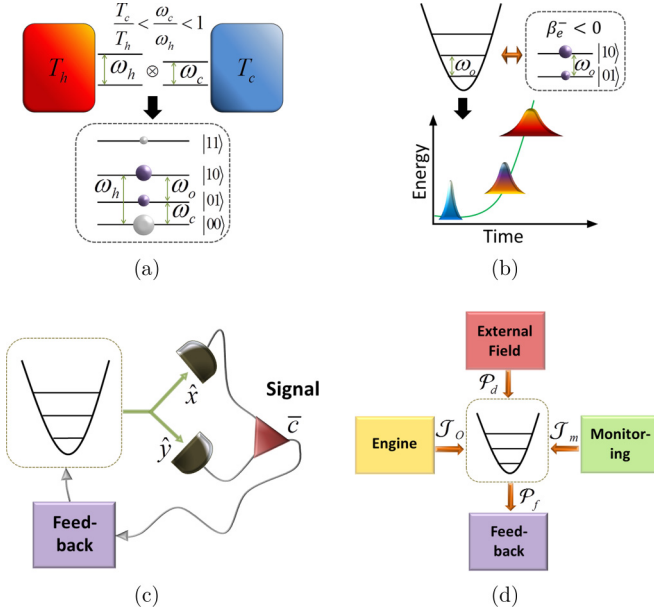 T_c/T_h < ω_c/ω_h < 1
T_h
ω_h ⊗ ω_c
T_c
|11⟩
|10⟩
ω_h
ω_o
|01⟩
ω_c
|00⟩
(a)
β_e^- < 0
ω_o
|10⟩
ω_o
|01⟩
Energy
Time
(b)
x̂
Signal
c̄
ŷ
Feed-
back
(c)
External
Field
𝒫_d
Engine
𝒥_O
𝒥_m
Monitor-
ing
𝒫_f
Feed-
back
(d)